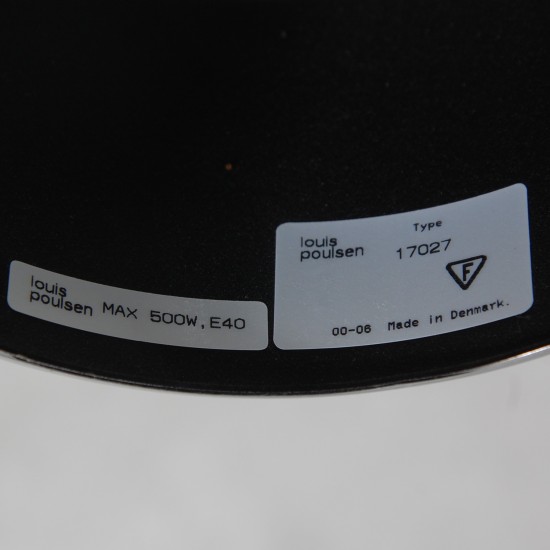 louis
poulsen MAX 500W,E40
Type
louis
poulsen 17027
F
00-06 Made in Denmark.